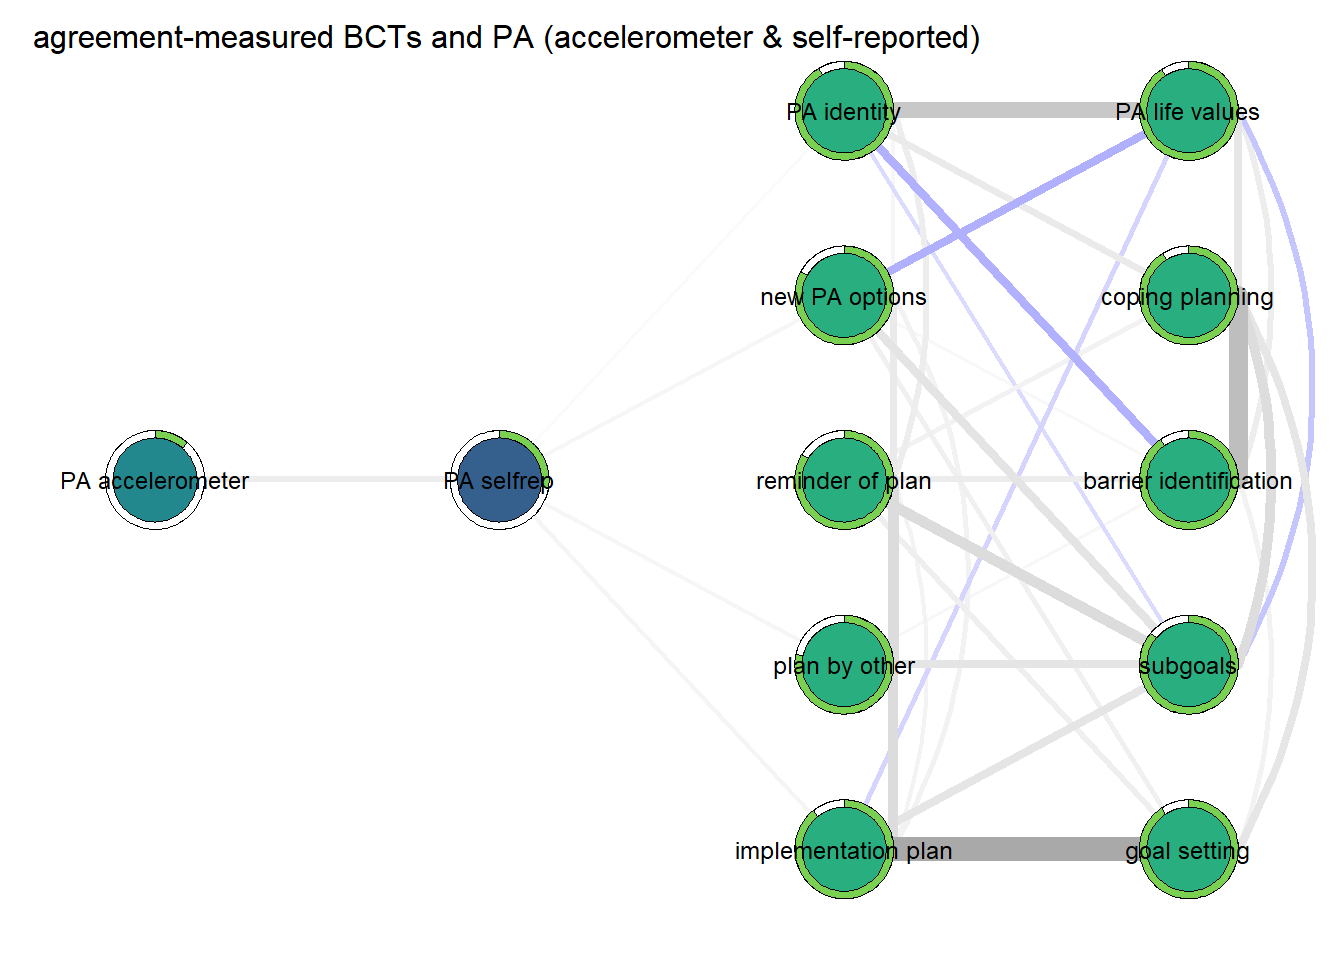 agreement-measured BCTs and PA (accelerometer & self-reported)
PA identity
PA life values
new PA options
coping planning
PA accelerometer
PA selfrep
reminder of plan
barrier identification
plan by other
subgoals
implementation plan
goal setting